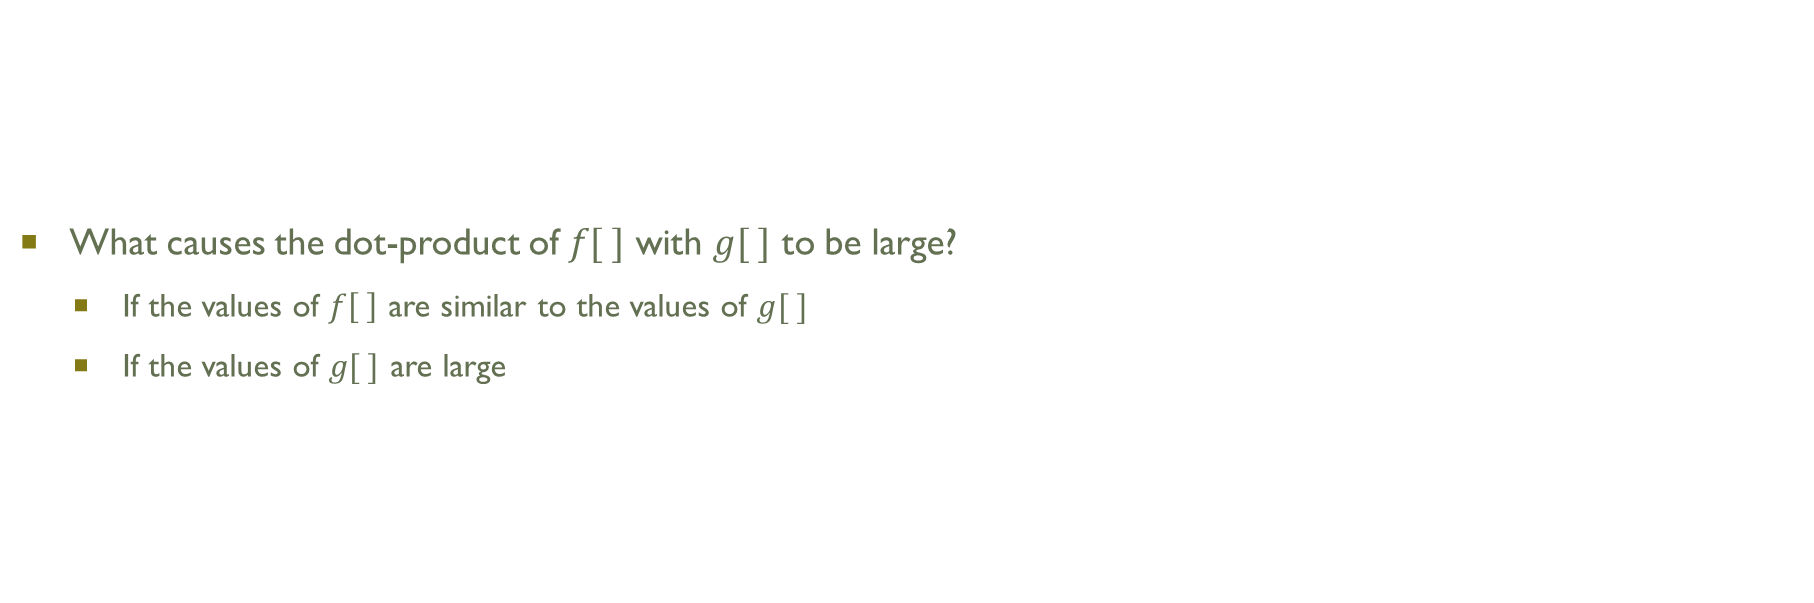 ▪ What causes the dot-product of f[ ] with g[ ] to be large?
▪ If the values of f[ ] are similar to the values of g[ ]
▪ If the values of g[ ] are large